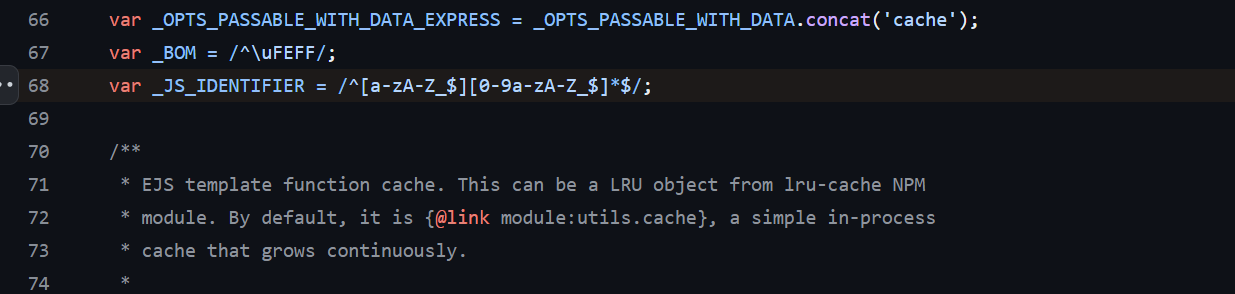 66 var _OPTS_PASSABLE_WITH_DATA_EXPRESS = _OPTS_PASSABLE_WITH_DATA.concat('cache');
67 var _BOM = /^\uFEFF/;
68 var _JS_IDENTIFIER = /^[a-zA-Z_$][0-9a-zA-Z_$]*$/;
69
70 /**
71 * EJS template function cache. This can be a LRU object from lru-cache NPM
72 * module. By default, it is {@link module:utils.cache}, a simple in-process
73 * cache that grows continuously.
74 *